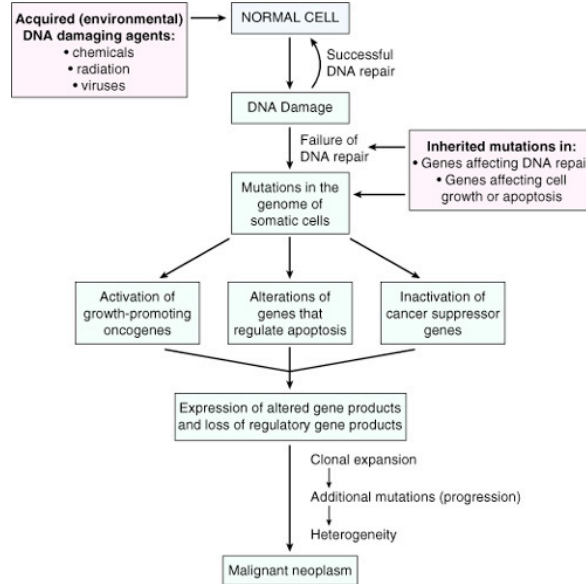 Acquired (environmental)
DNA damaging agents:
• chemicals
• radiation
• viruses
NORMAL CELL
Successful
DNA repair
DNA Damage
Failure of
DNA repair
Inherited mutations in:
• Genes affecting DNA repair
• Genes affecting cell
growth or apoptosis
Mutations in the
genome of
somatic cells
Activation of
growth-promoting
oncogenes
Alterations of
genes that
regulate apoptosis
Inactivation of
cancer suppressor
genes
Expression of altered gene products
and loss of regulatory gene products
Clonal expansion
Additional mutations (progression)
Heterogeneity
Malignant neoplasm